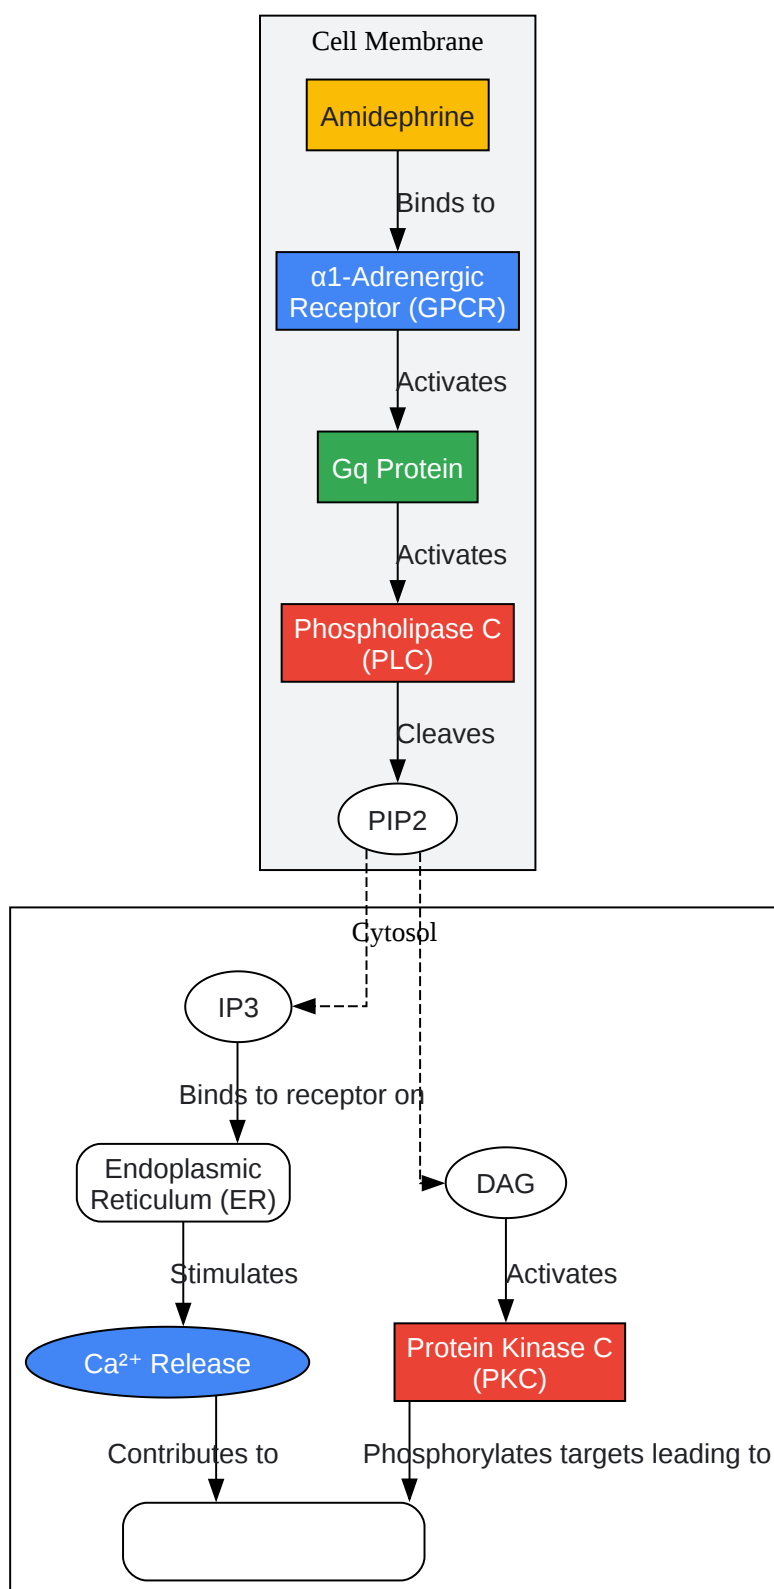 Cell Membrane
Amidephrine
Binds to
α1-Adrenergic
Receptor (GPCR)
Activates
Gq Protein
Activates
Phospholipase C
(PLC)
Cleaves
PIP2
Cytosol
IP3
Binds to receptor on
Endoplasmic
Reticulum (ER)
DAG
Stimulates
Activates
Ca²⁺ Release
Protein Kinase C
(PKC)
Contributes to
Phosphorylates targets leading to